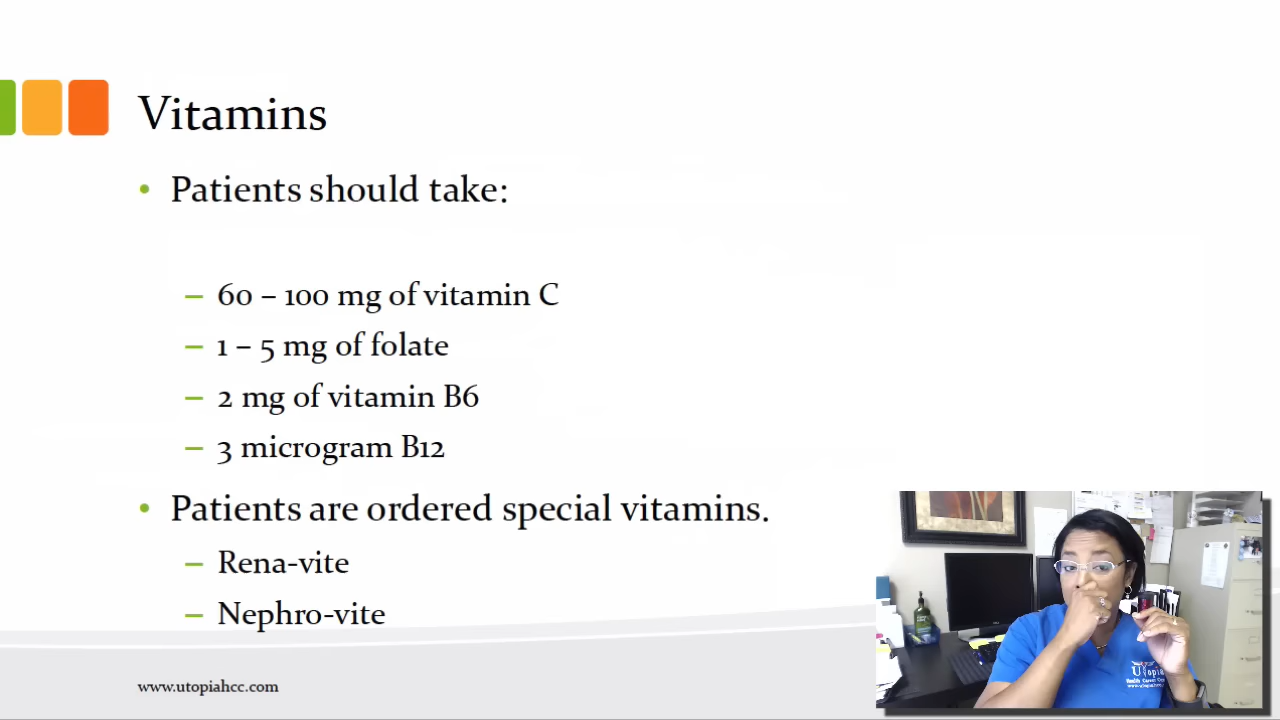 Vitamins
• Patients should take:
– 60 – 100 mg of vitamin C
– 1 – 5 mg of folate
– 2 mg of vitamin B6
– 3 microgram B12
• Patients are ordered special vitamins.
– Rena-vite
– Nephro-vite
www.utopiahcc.com
Utopia